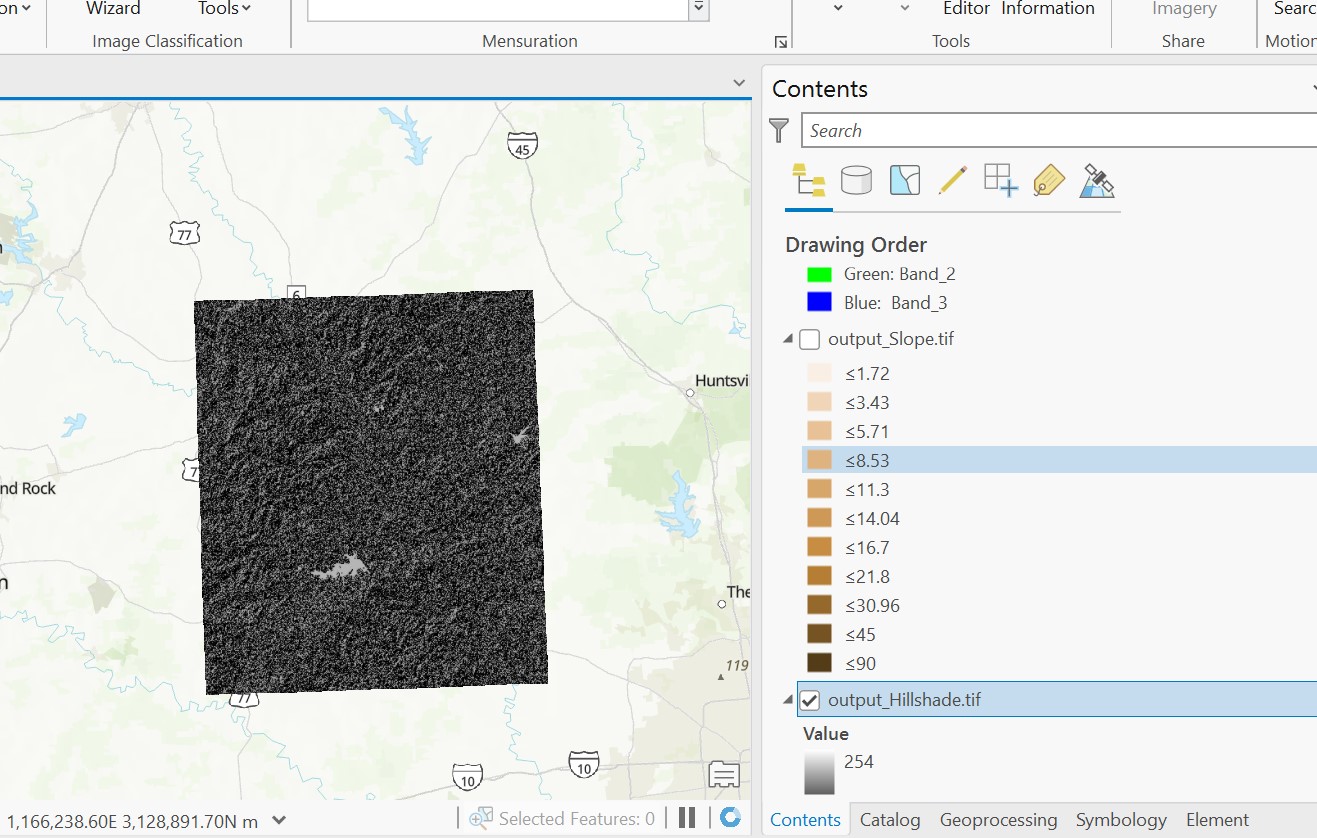 Wizard
Tools
Editor Information
Imagery
Image Classification
Mensuration
Tools
Share
Motion
Contents
Search
45
77
6
Drawing Order
Green: Band_2
Blue: Band_3
output_Slope.tif
≤1.72
≤3.43
≤5.71
≤8.53
≤11.3
≤14.04
≤16.7
≤21.8
≤30.96
≤45
≤90
output_Hillshade.tif
Value
254
Huntsvi
nd Rock
The
119
77
10
10
1,166,238.60E 3,128,891.70N m
Selected Features: 0
Contents Catalog Geoprocessing Symbology Element